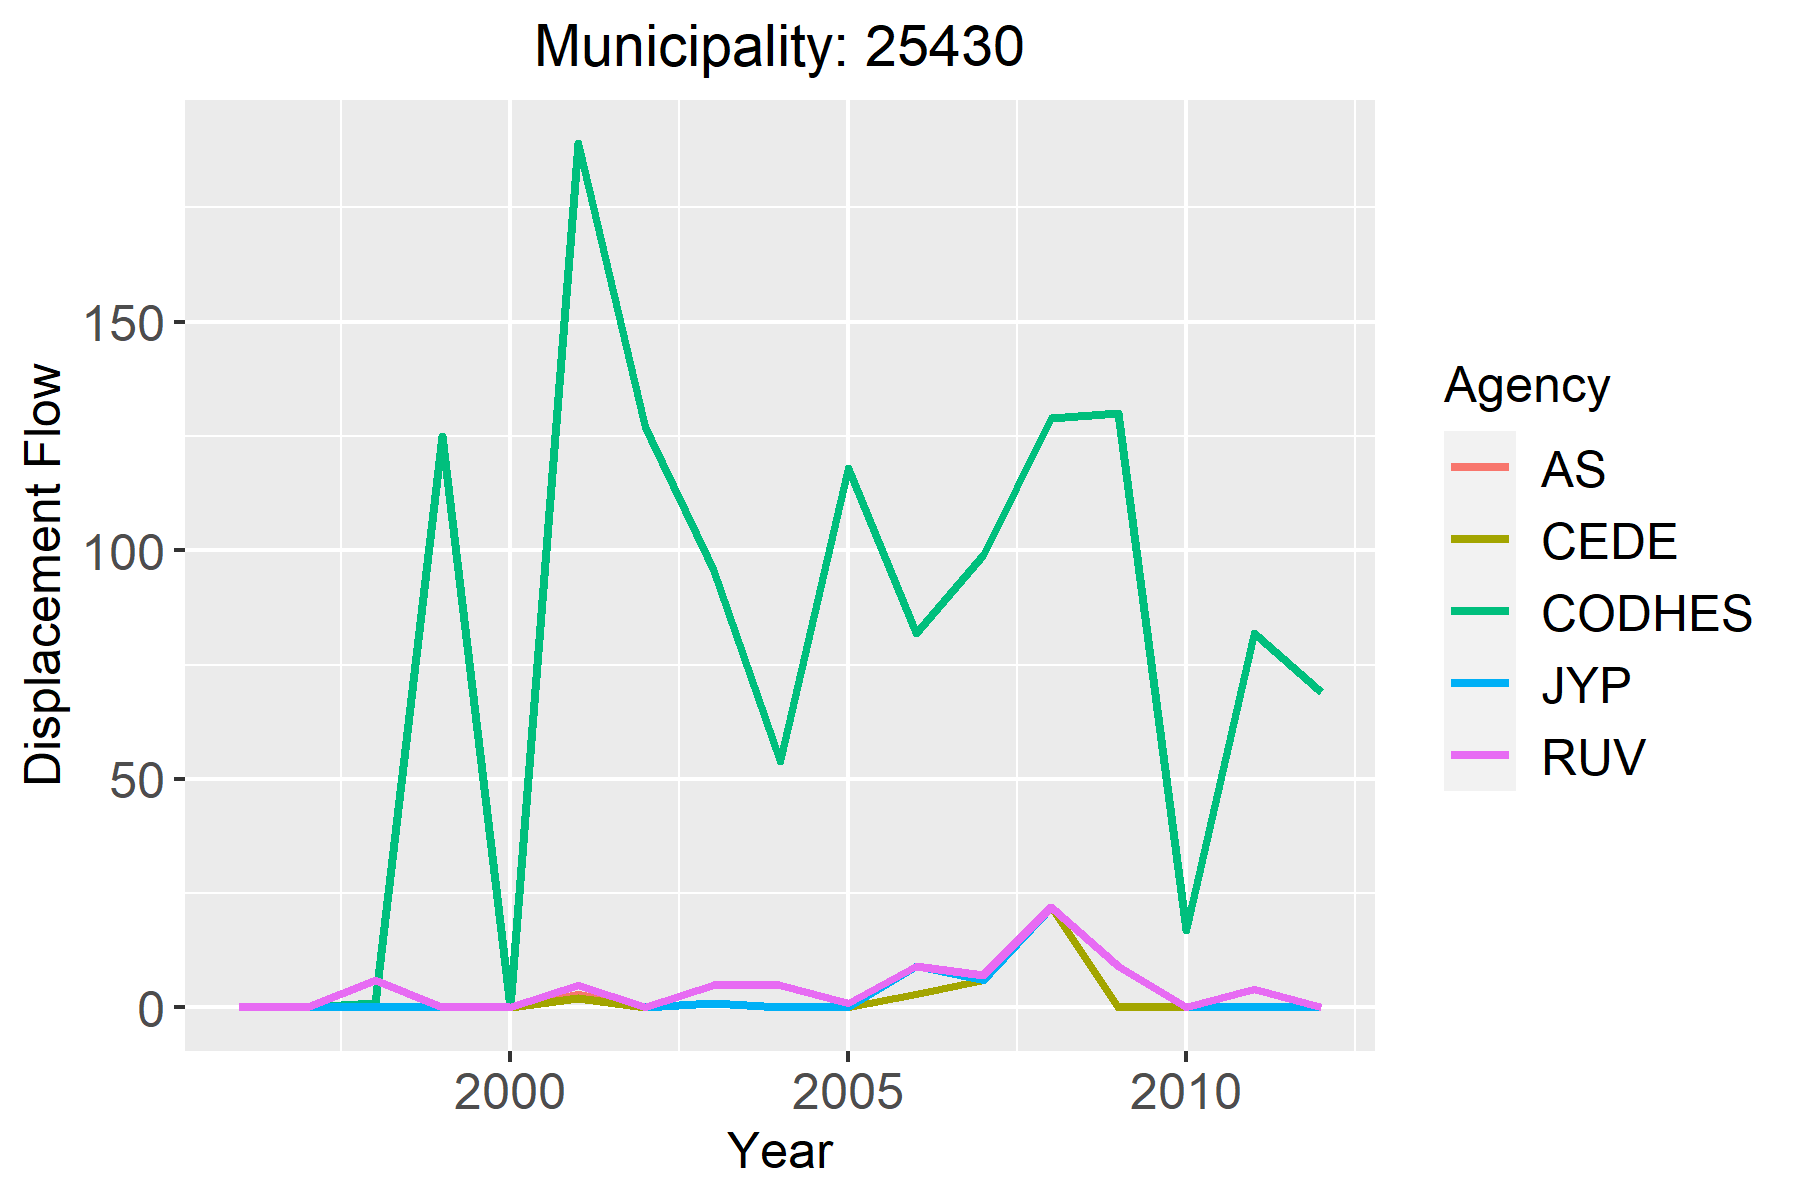 Municipality: 25430
Displacement Flow
150
100
50
0
2000 2005 2010
Year
Agency
AS
CEDE
CODHES
JYP
RUV